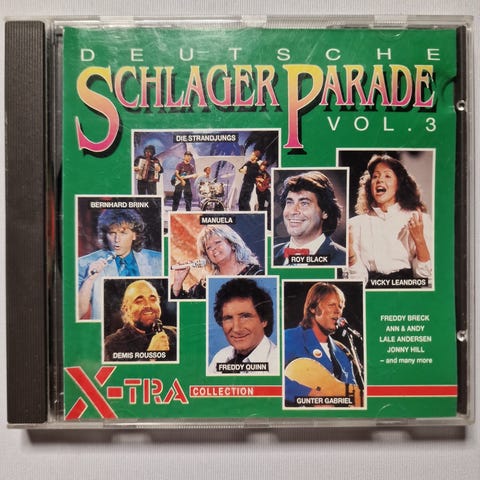 DEUTSCHE
SCHLAGER PARADE
VOL. 3
DIE STRANDJUNGS
BERNHARD BRINK
MANUELA
ROY BLACK
VICKY LEANDROS
DEMIS ROUSSOS
FREDDY QUINN
GUNTER GABRIEL
FREDDY BRECK
ANN & ANDY
LALE ANDERSEN
JONNY HILL
– and many more
X-TRA COLLECTION